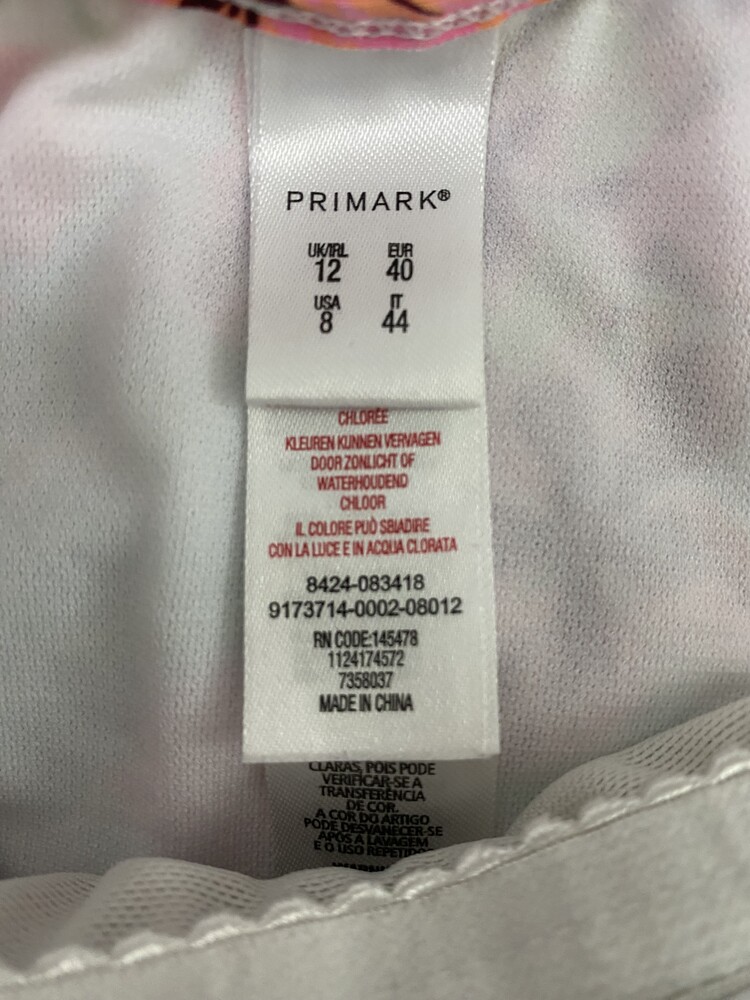 PRIMARK®
UK/IRL EUR
12 40
USA IT
8 44
CHLORÉE
KLEUREN KUNNEN VERVAGEN
DOOR ZONLICHT OF
WATERHOUDEND
CHLOOR
IL COLORE PUÒ SBIADIRE
CON LA LUCE E IN ACQUA CLORATA
8424-083418
9173714-0002-08012
RN CODE:145478
1124174572
7358037
MADE IN CHINA
CLARAS, POIS PODE
VERIFICAR-SE A
TRANSFERÊNCIA
DE COR.
A COR DO ARTIGO
PODE DESVANECER-SE
APÓS A LAVAGEM
E O USO REPETIDO